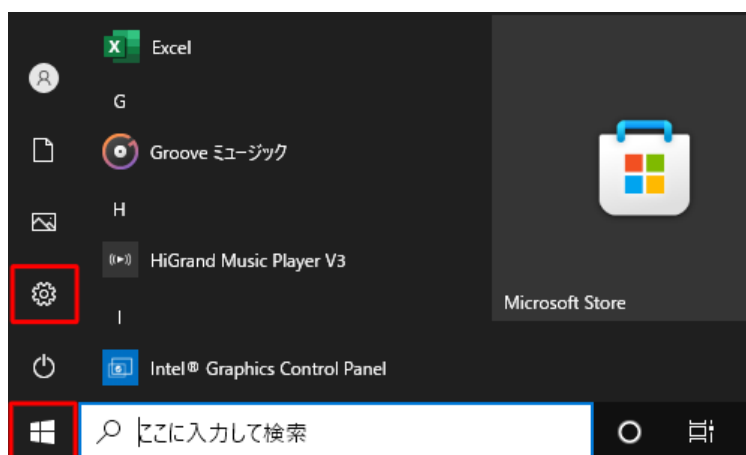 Excel
G
Groove ミュージック
H
HiGrand Music Player V3
Microsoft Store
I
Intel® Graphics Control Panel
ここに入力して検索